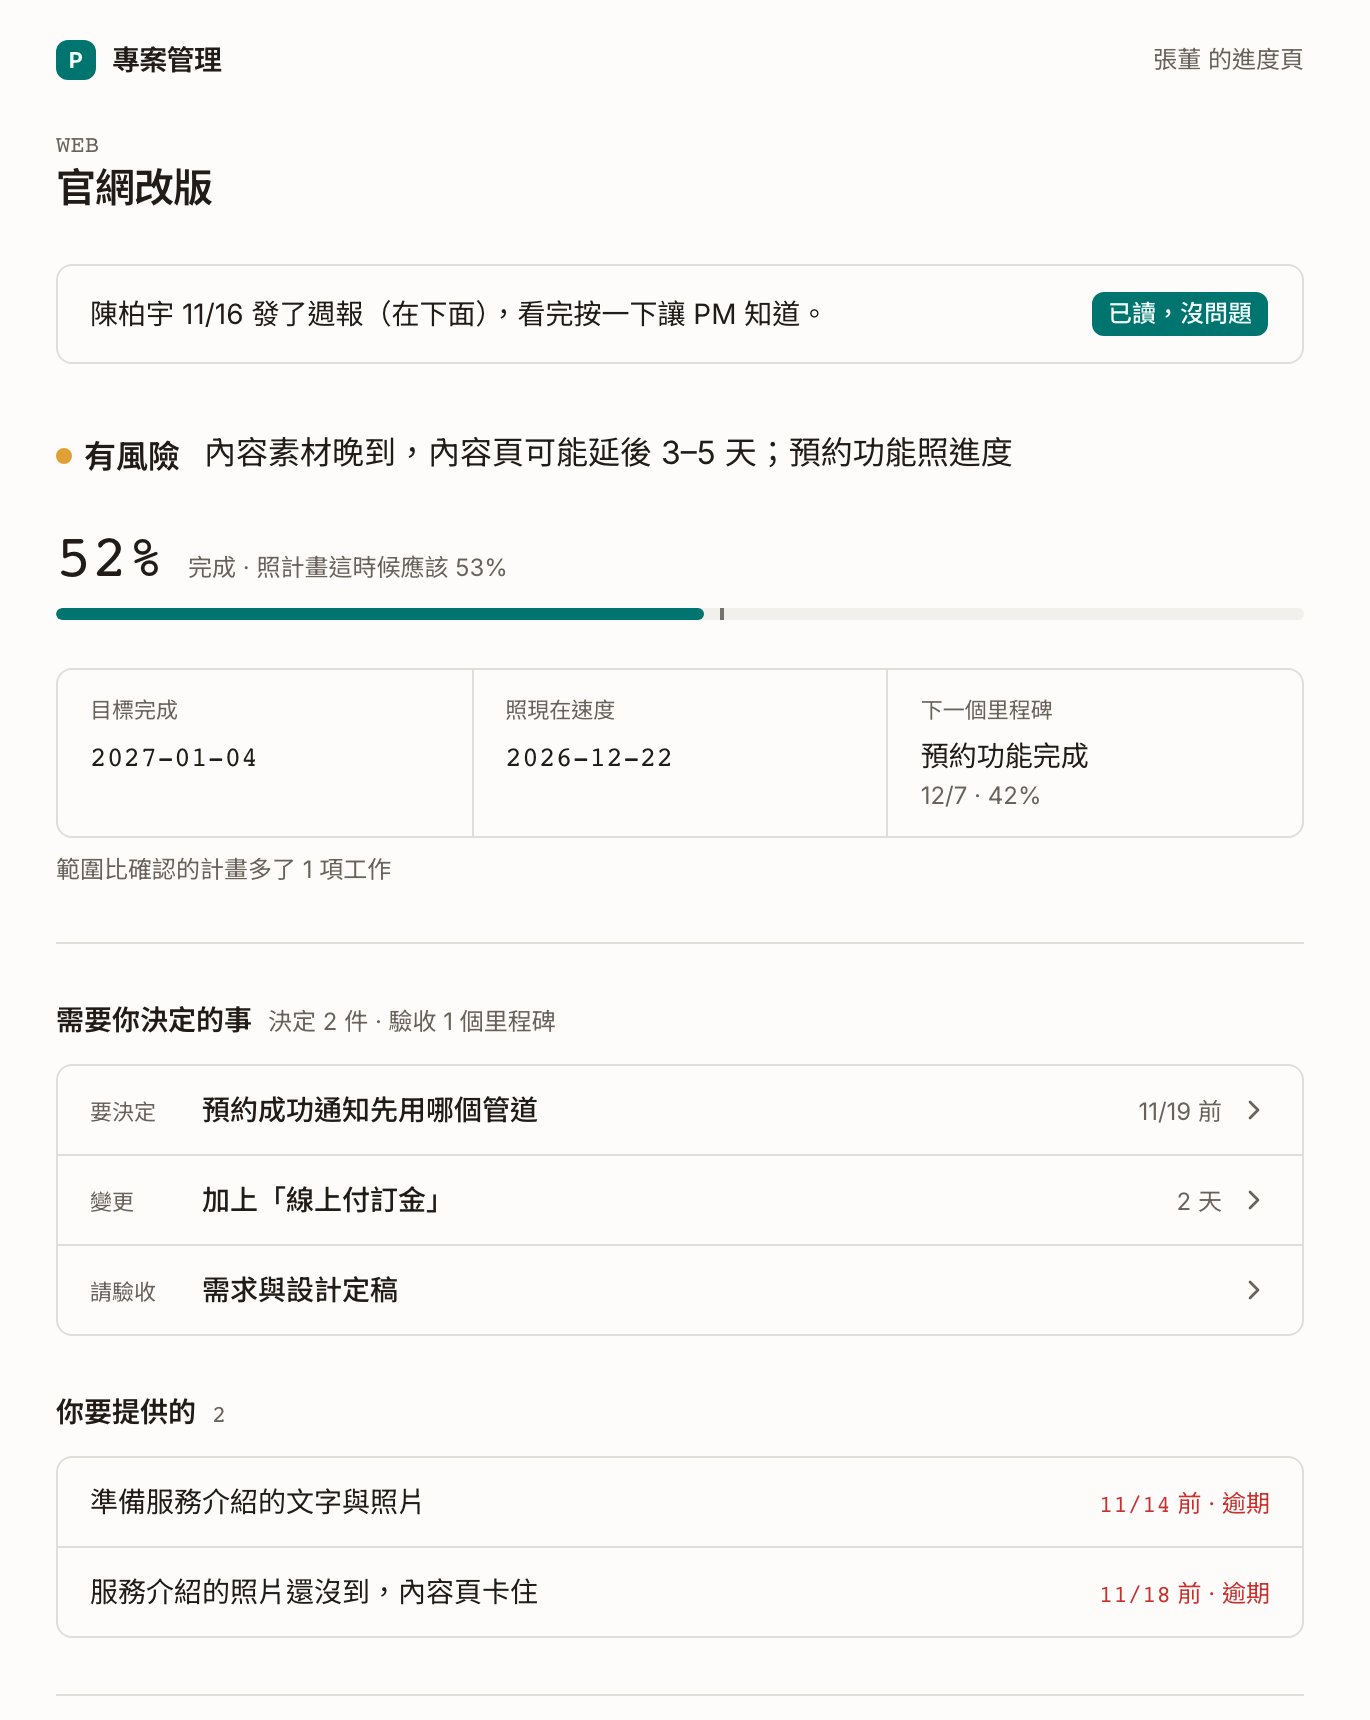 P 專案管理
張董 的進度頁
WEB
官網改版
陳柏宇 11/16 發了週報（在下面），看完按一下讓 PM 知道。
已讀，沒問題
有風險 內容素材晚到，內容頁可能延後 3–5 天；預約功能照進度
52% 完成 · 照計畫這時候應該 53%
目標完成
2027-01-04
照現在速度
2026-12-22
下一個里程碑
預約功能完成
12/7 · 42%
範圍比確認的計畫多了 1 項工作
需要你決定的事 決定 2 件 · 驗收 1 個里程碑
要決定 預約成功通知先用哪個管道 11/19 前
變更 加上「線上付訂金」 2 天
請驗收 需求與設計定稿
你要提供的 2
準備服務介紹的文字與照片 11/14 前 · 逾期
服務介紹的照片還沒到，內容頁卡住 11/18 前 · 逾期